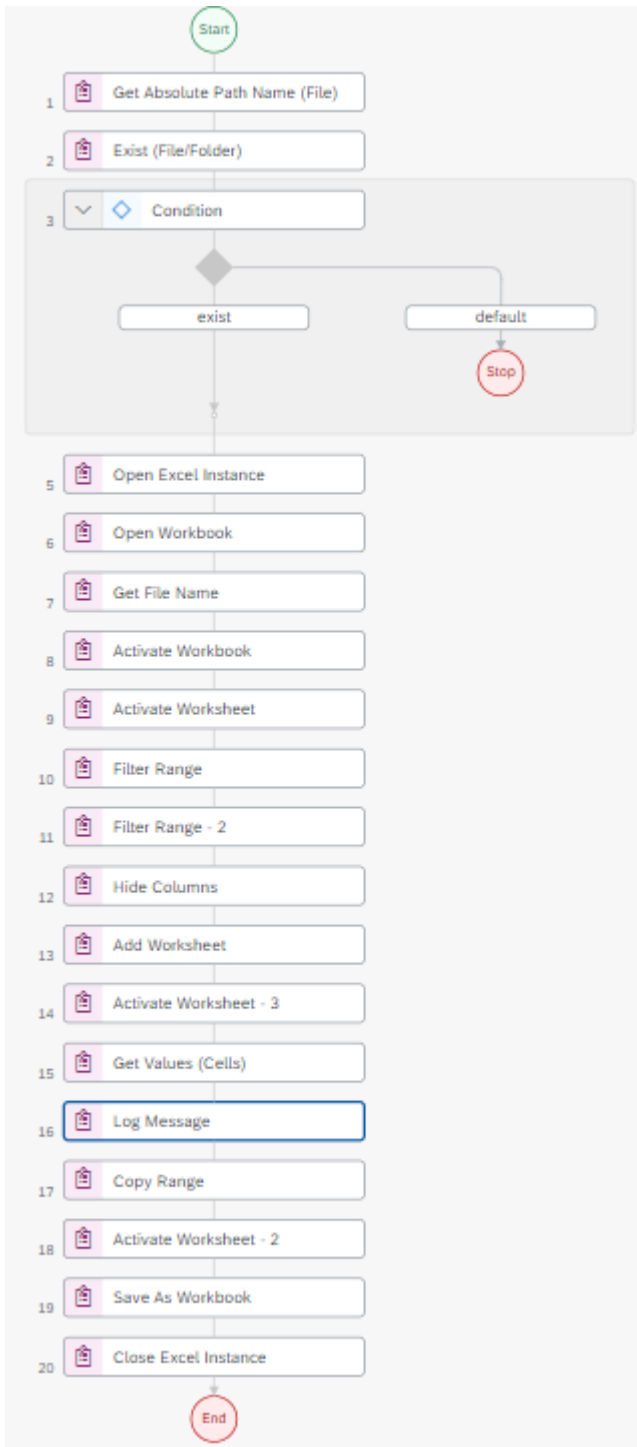 Start
1 Get Absolute Path Name (File)
2 Exist (File/Folder)
3 Condition
exist default
Stop
5 Open Excel Instance
6 Open Workbook
7 Get File Name
8 Activate Workbook
9 Activate Worksheet
10 Filter Range
11 Filter Range - 2
12 Hide Columns
13 Add Worksheet
14 Activate Worksheet - 3
15 Get Values (Cells)
16 Log Message
17 Copy Range
18 Activate Worksheet - 2
19 Save As Workbook
20 Close Excel Instance
End